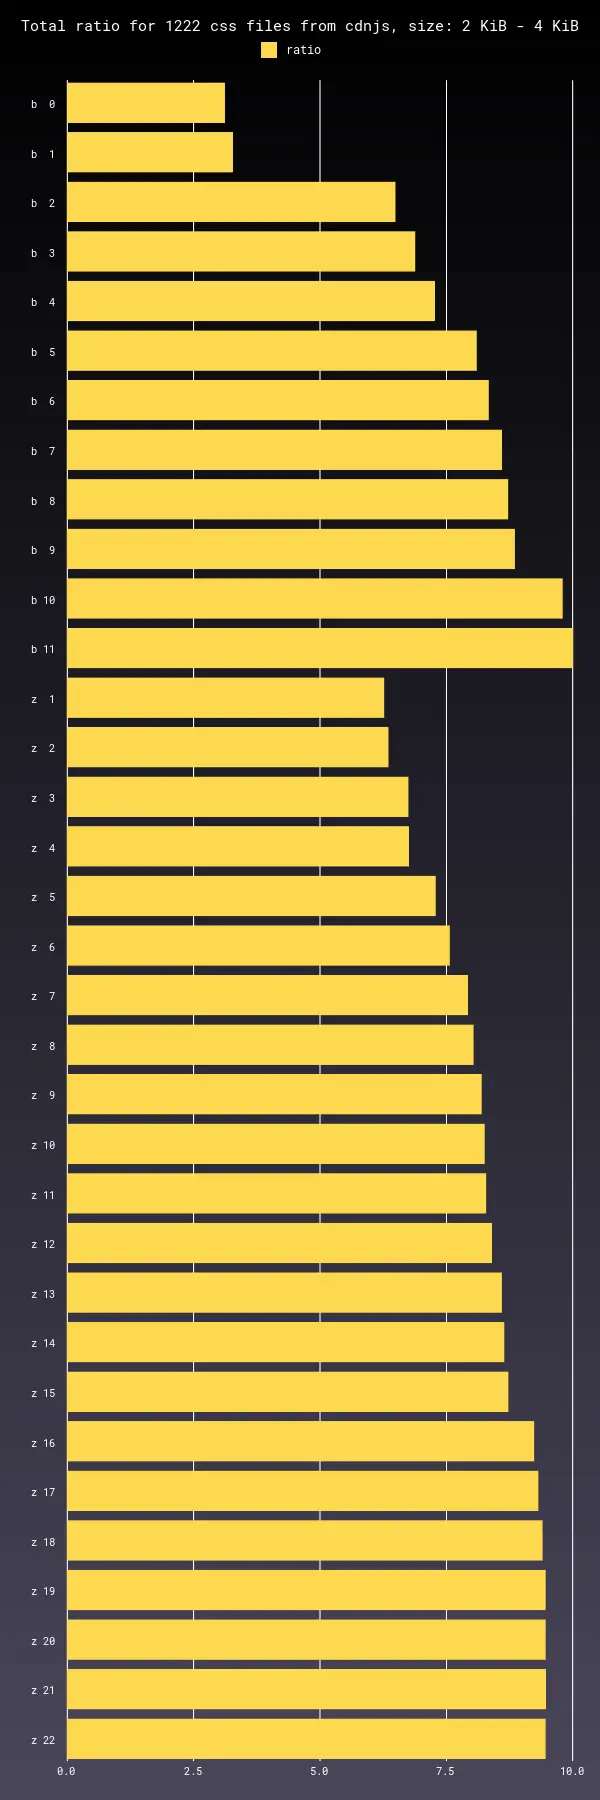 Total ratio for 1222 css files from cdnjs, size: 2 KiB - 4 KiB
ratio
b 0
b 1
b 2
b 3
b 4
b 5
b 6
b 7
b 8
b 9
b 10
b 11
z 1
z 2
z 3
z 4
z 5
z 6
z 7
z 8
z 9
z 10
z 11
z 12
z 13
z 14
z 15
z 16
z 17
z 18
z 19
z 20
z 21
z 22
0.0 2.5 5.0 7.5 10.0